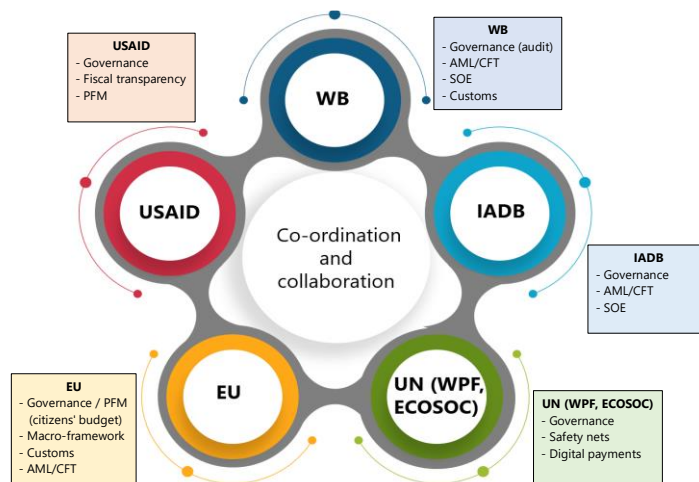 USAID
- Governance
- Fiscal transparency
- PFM
WB
- Governance (audit)
- AML/CFT
- SOE
- Customs
WB
USAID
IADB
Co-ordination
and
collaboration
IADB
- Governance
- AML/CFT
- SOE
EU
UN (WPF,
ECOSOC)
EU
- Governance / PFM
(citizens' budget)
- Macro-framework
- Customs
- AML/CFT
UN (WPF, ECOSOC)
- Governance
- Safety nets
- Digital payments